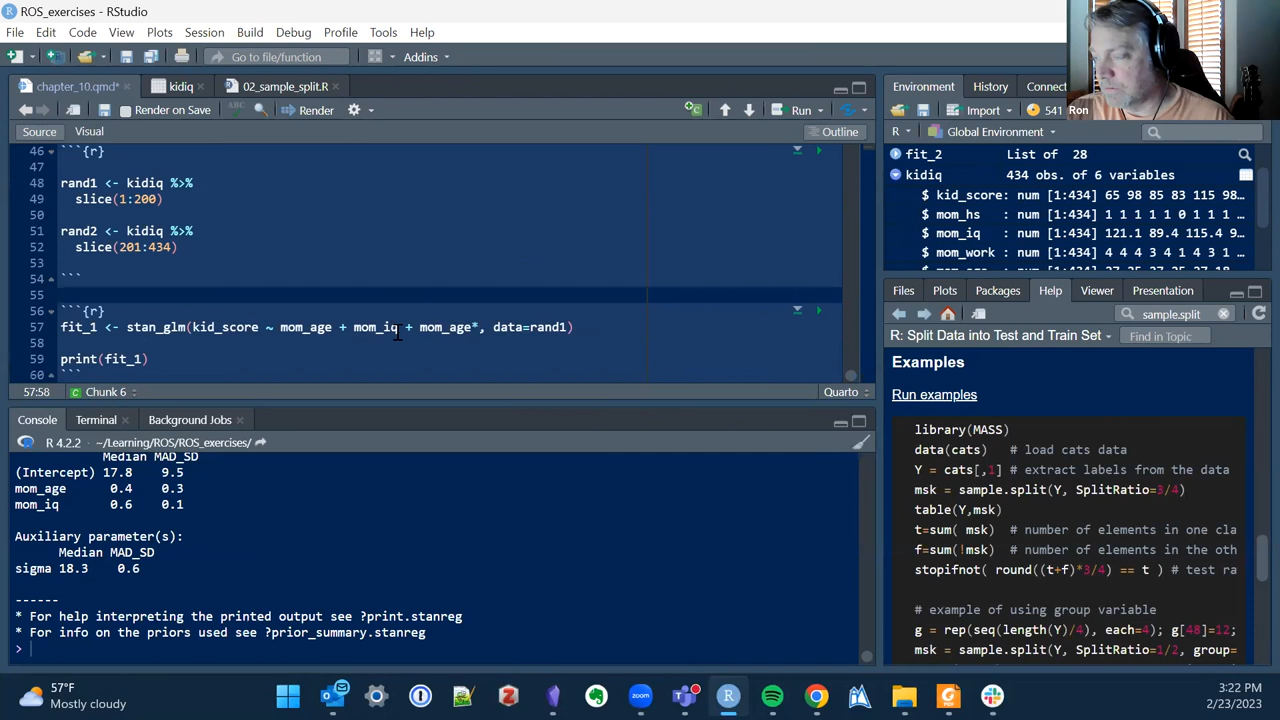 ROS_exercises - RStudio
File Edit Code View Plots Session Build Debug Profile Tools Help
Go to file/function Addins
chapter_10.qmd* kidiq 02_sample_split.R
Render on Save ABC Render Run
Source Visual Outline
46 ```{r}
47
48 rand1 <- kidiq %>%
49 slice(1:200)
50
51 rand2 <- kidiq %>%
52 slice(201:434)
53
54 ```
55
56 ```{r}
57 fit_1 <- stan_glm(kid_score ~ mom_age + mom_iq + mom_age*, data=rand1)
58
59 print(fit_1)
60 ```
57:58 Chunk 6 Quarto
Console Terminal Background Jobs
R 4.2.2 · ~/Learning/ROS/ROS_exercises/
Median MAD_SD
(Intercept) 17.8 9.5
mom_age 0.4 0.3
mom_iq 0.6 0.1
Auxiliary parameter(s):
Median MAD_SD
sigma 18.3 0.6
------
* For help interpreting the printed output see ?print.stanreg
* For info on the priors used see ?prior_summary.stanreg
>
Environment History Connec
Import 541 Ron
R Global Environment
fit_2 List of 28
kidiq 434 obs. of 6 variables
$ kid_score: num [1:434] 65 98 85 83 115 98…
$ mom_hs : num [1:434] 1 1 1 1 1 0 1 1 1 …
$ mom_iq : num [1:434] 121.1 89.4 115.4 9…
$ mom_work : num [1:434] 4 4 4 3 4 1 4 3 1 …
Files Plots Packages Help Viewer Presentation
sample.split
R: Split Data into Test and Train Set Find in Topic
Examples
Run examples
library(MASS)
data(cats) # load cats data
Y = cats[,1] # extract labels from the data
msk = sample.split(Y, SplitRatio=3/4)
table(Y,msk)
t=sum( msk) # number of elements in one cla
f=sum(!msk) # number of elements in the oth
stopifnot( round((t+f)*3/4) == t ) # test ra
# example of using group variable
g = rep(seq(length(Y)/4), each=4); g[48]=12;
msk = sample.split(Y, SplitRatio=1/2, group=
57°F
Mostly cloudy
zoom
3:22 PM
2/23/2023